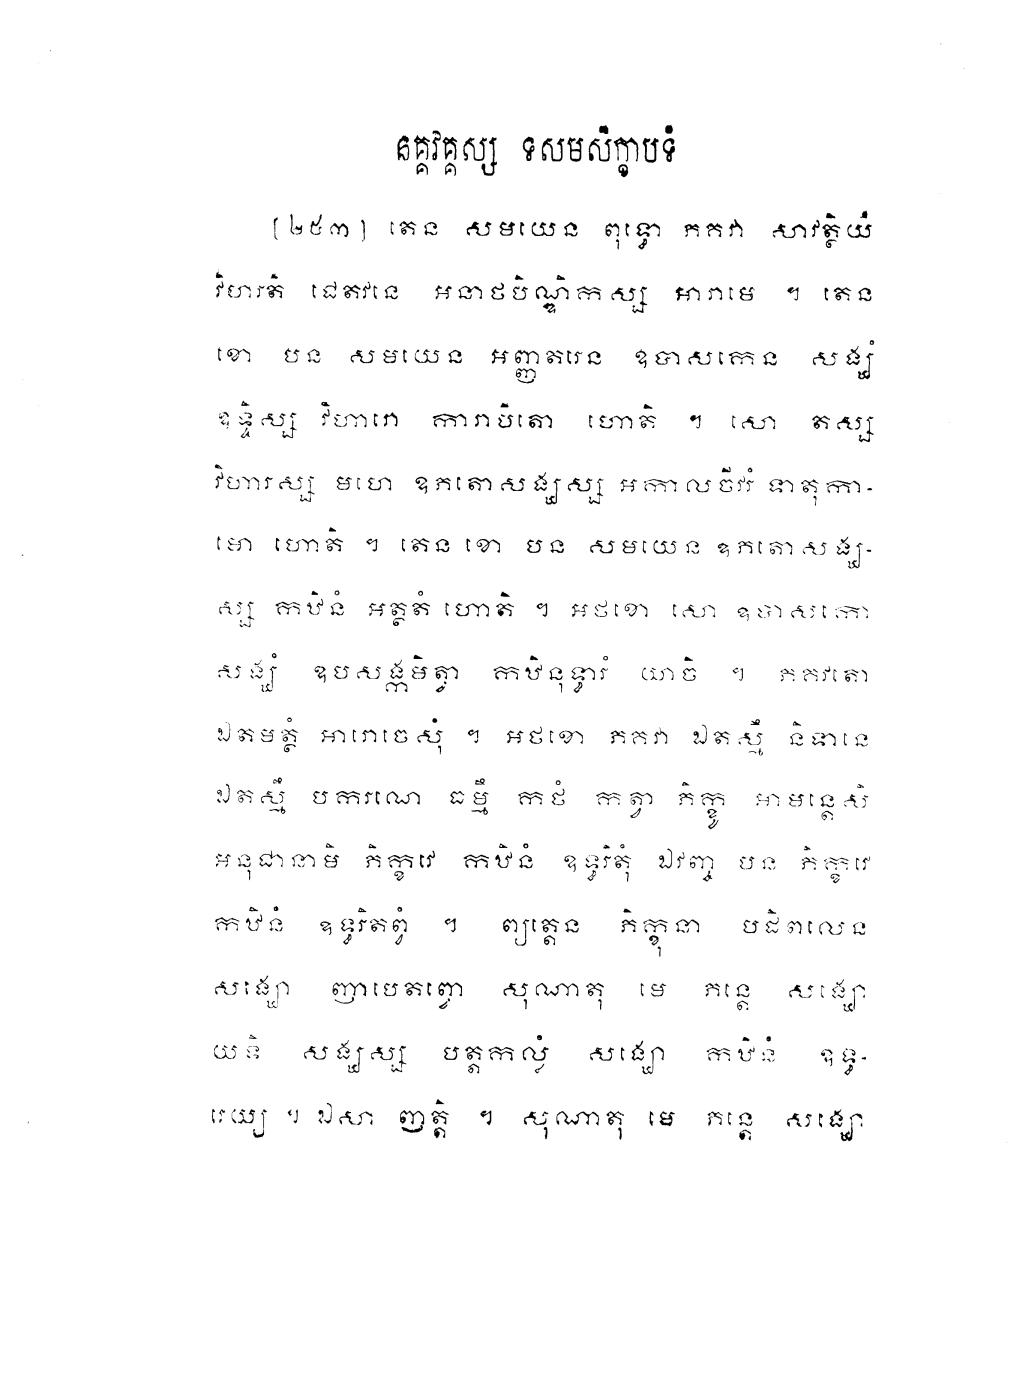 នគ្គវគ្គស្ស ទសមសិក្ខាបទំ
[២៥៣] តេន សមយេន ពុទ្ធោ ភគវា សាវត្ថិយំ
វិហរតិ ជេតវនេ អនាថបិណ្ឌិកស្ស អារាមេ ។ តេន
ខោ បន សមយេន អញ្ញតរេន ឧបាសកេន សង្ឃំ
ឧទ្ទិស្ស វិហារោ ការាបិតោ ហោតិ ។ សោ តស្ស
វិហារស្ស មហេ ឧភតោសង្ឃស្ស អកាលចីវរំ ទាតុកា-
មោ ហោតិ ។ តេន ខោ បន សមយេន ឧភតោសង្ឃ-
ស្ស កឋិនំ អត្ថតំ ហោតិ ។ អថខោ សោ ឧបាសកោ
សង្ឃំ ឧបសង្កមិត្វា កឋិនុទ្ធារំ យាចិ ។ ភគវតោ
ឯតមត្ថំ អារោចេសុំ ។ អថខោ ភគវា ឯតស្មឹ និទានេ
ឯតស្មឹ បករណេ ធម្មឹ កថំ កត្វា ភិក្ខូ អាមន្តេសិ
អនុជានាមិ ភិក្ខវេ កឋិនំ ឧទ្ធរិតុំ ឯវញ្ច បន ភិក្ខវេ
កឋិនំ ឧទ្ធរិតព្វំ ។ ព្យត្តេន ភិក្ខុនា បដិពលេន
សង្ឃោ ញាបេតព្វោ សុណាតុ មេ ភន្តេ សង្ឃោ
យទិ សង្ឃស្ស បត្តកល្លំ សង្ឃោ កឋិនំ ឧទ្ធ-
រេយ្យ ។ ឯសា ញត្តិ ។ សុណាតុ មេ ភន្តេ សង្ឃោ